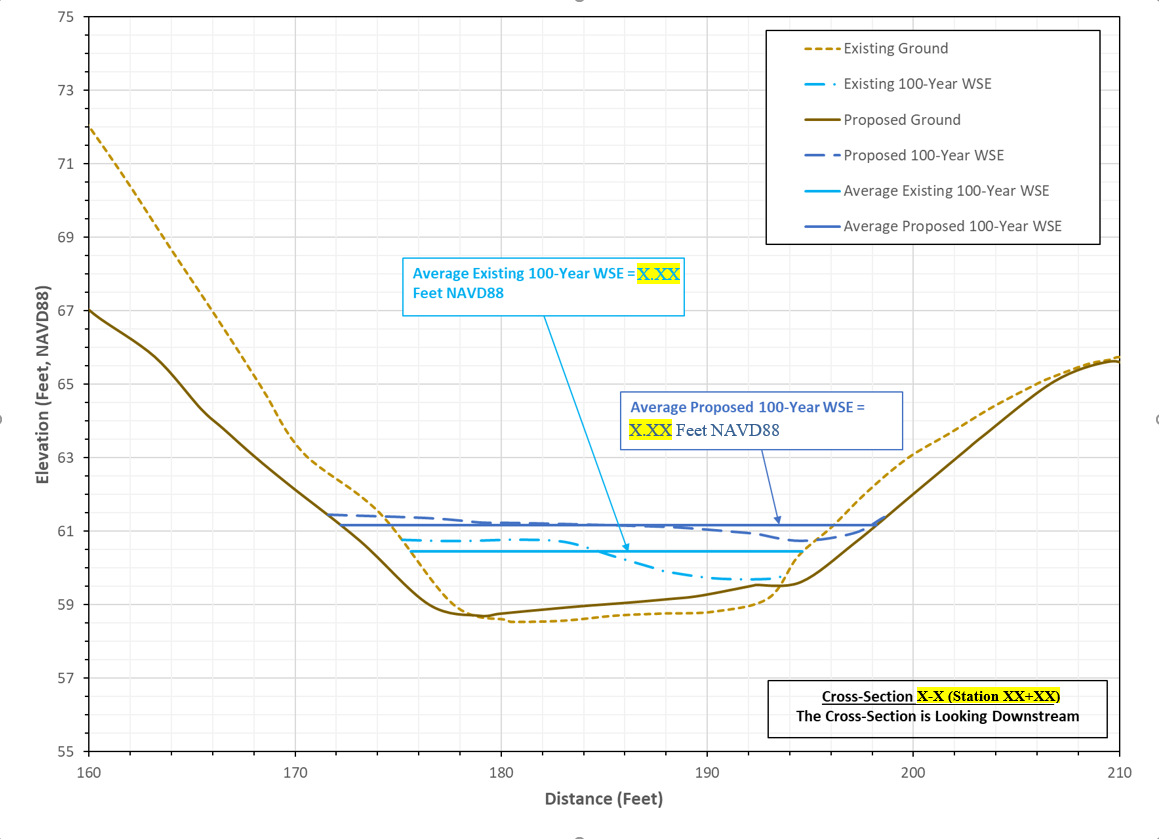 75
73
71
69
67
65
63
61
59
57
55
Elevation (Feet, NAVD88)
Existing Ground
Existing 100-Year WSE
Proposed Ground
Proposed 100-Year WSE
Average Existing 100-Year WSE
Average Proposed 100-Year WSE
Average Existing 100-Year WSE = X.XX
Feet NAVD88
Average Proposed 100-Year WSE =
X.XX Feet NAVD88
Cross-Section X-X (Station XX+XX)
The Cross-Section is Looking Downstream
160 170 180 190 200 210
Distance (Feet)